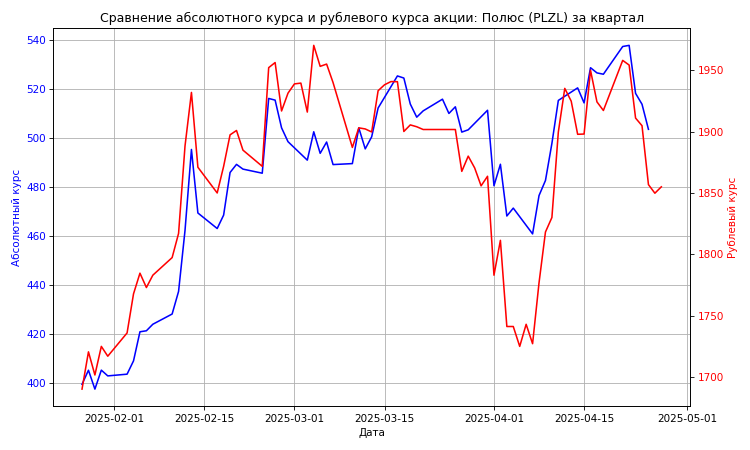 Сравнение абсолютного курса и рублевого курса акции: Полюс (PLZL) за квартал
Абсолютный курс
540
520
500
480
460
440
420
400
1950
1900
1850
1800
1750
1700
Рублевый курс
2025-02-01 2025-02-15 2025-03-01 2025-03-15 2025-04-01 2025-04-15 2025-05-01
Дата